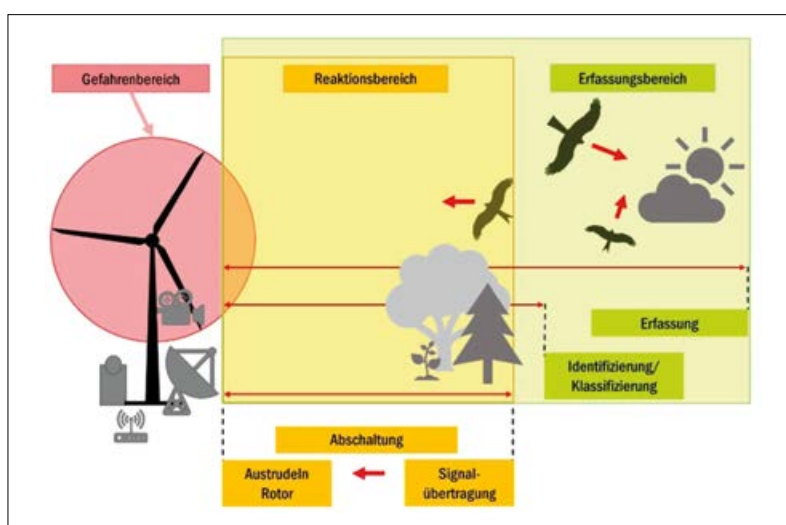 Gefahrenbereich
Reaktionsbereich
Erfassungsbereich
Erfassung
Identifizierung/
Klassifizierung
Abschaltung
Austrudeln
Rotor
Signal-
übertragung